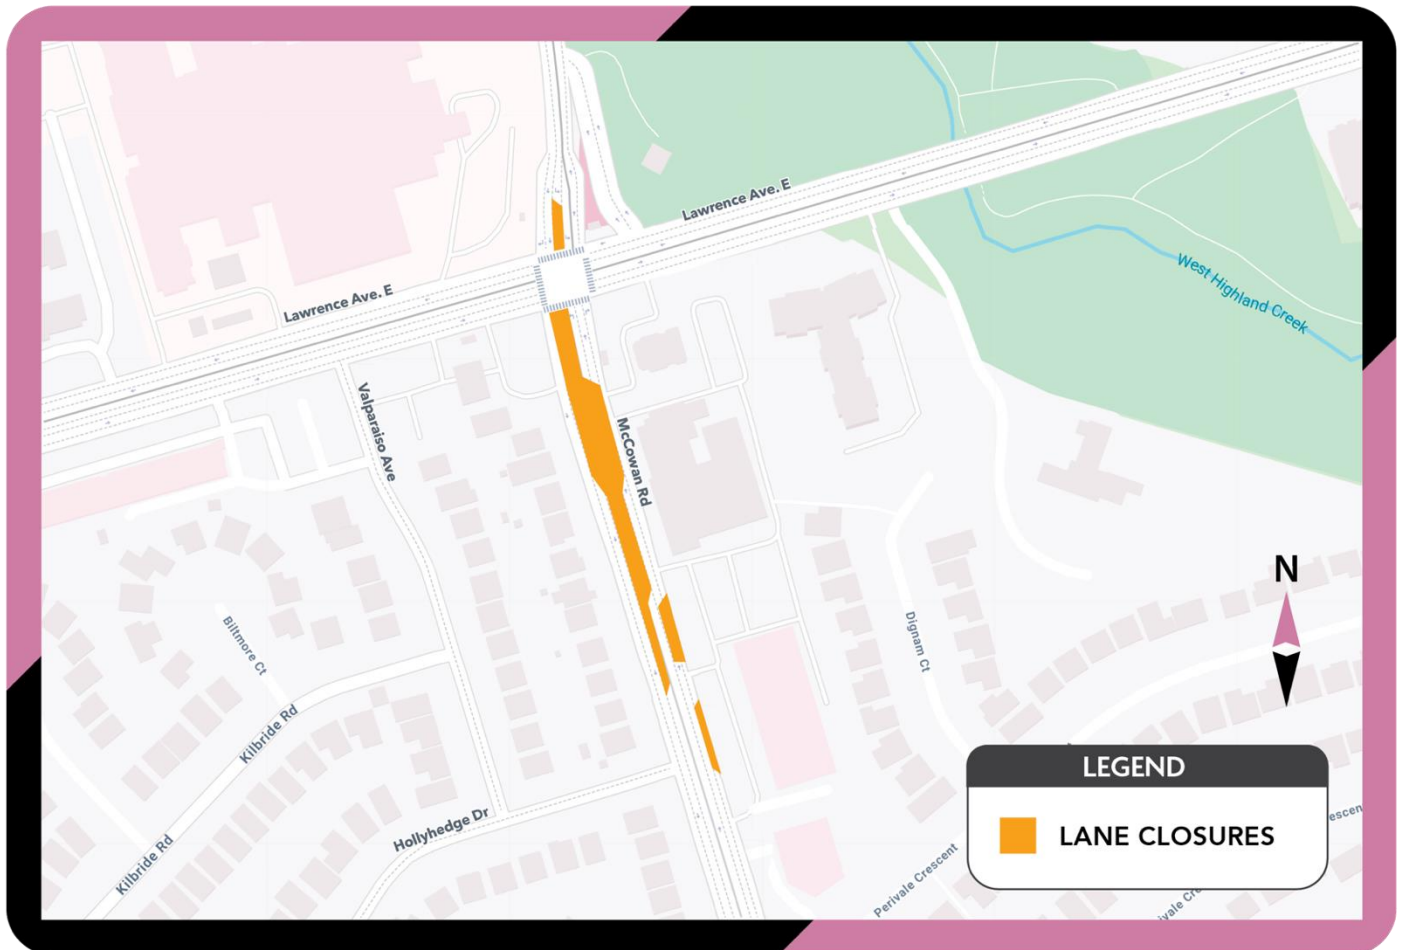 Lawrence Ave. E
West Highland Creek
Lawrence Ave. E
Valparaiso Ave
McCowan Rd
N
Biltmore Ct
Dignam Ct
Kilbride Rd
LEGEND
LANE CLOSURES
Hollyhedge Dr
Kilbride Rd
Perivale Crescent